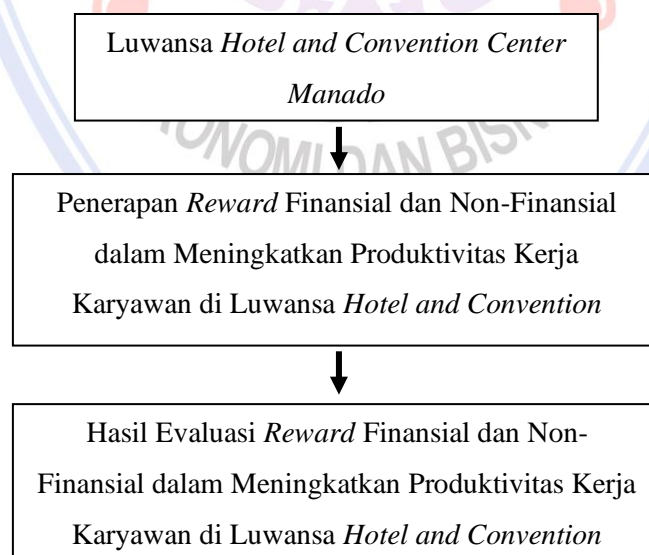 Luwansa Hotel and Convention Center
Manado
Penerapan Reward Finansial dan Non-Finansial
dalam Meningkatkan Produktivitas Kerja
Karyawan di Luwansa Hotel and Convention
Hasil Evaluasi Reward Finansial dan Non-
Finansial dalam Meningkatkan Produktivitas Kerja
Karyawan di Luwansa Hotel and Convention